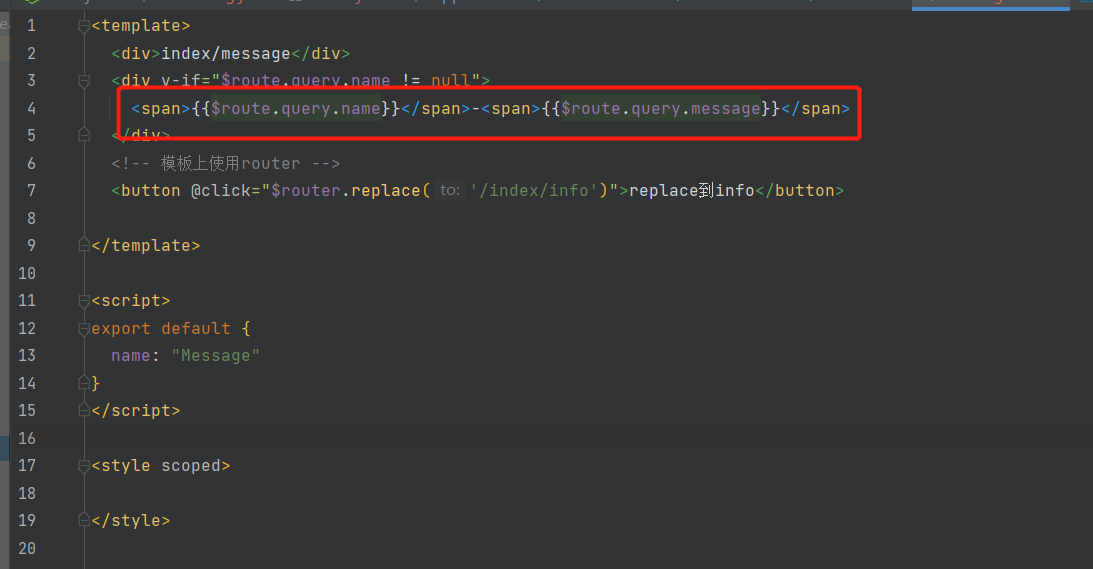 1 <template>
2 <div>index/message</div>
3 <div v-if="$route.query.name != null">
4 <span>{{$route.query.name}}</span>-<span>{{$route.query.message}}</span>
5 </div>
6 <!-- 模板上使用router -->
7 <button @click="$router.replace( to: '/index/info')">replace到info</button>
8
9 </template>
10
11 <script>
12 export default {
13 name: "Message"
14 }
15 </script>
16
17 <style scoped>
18
19 </style>
20